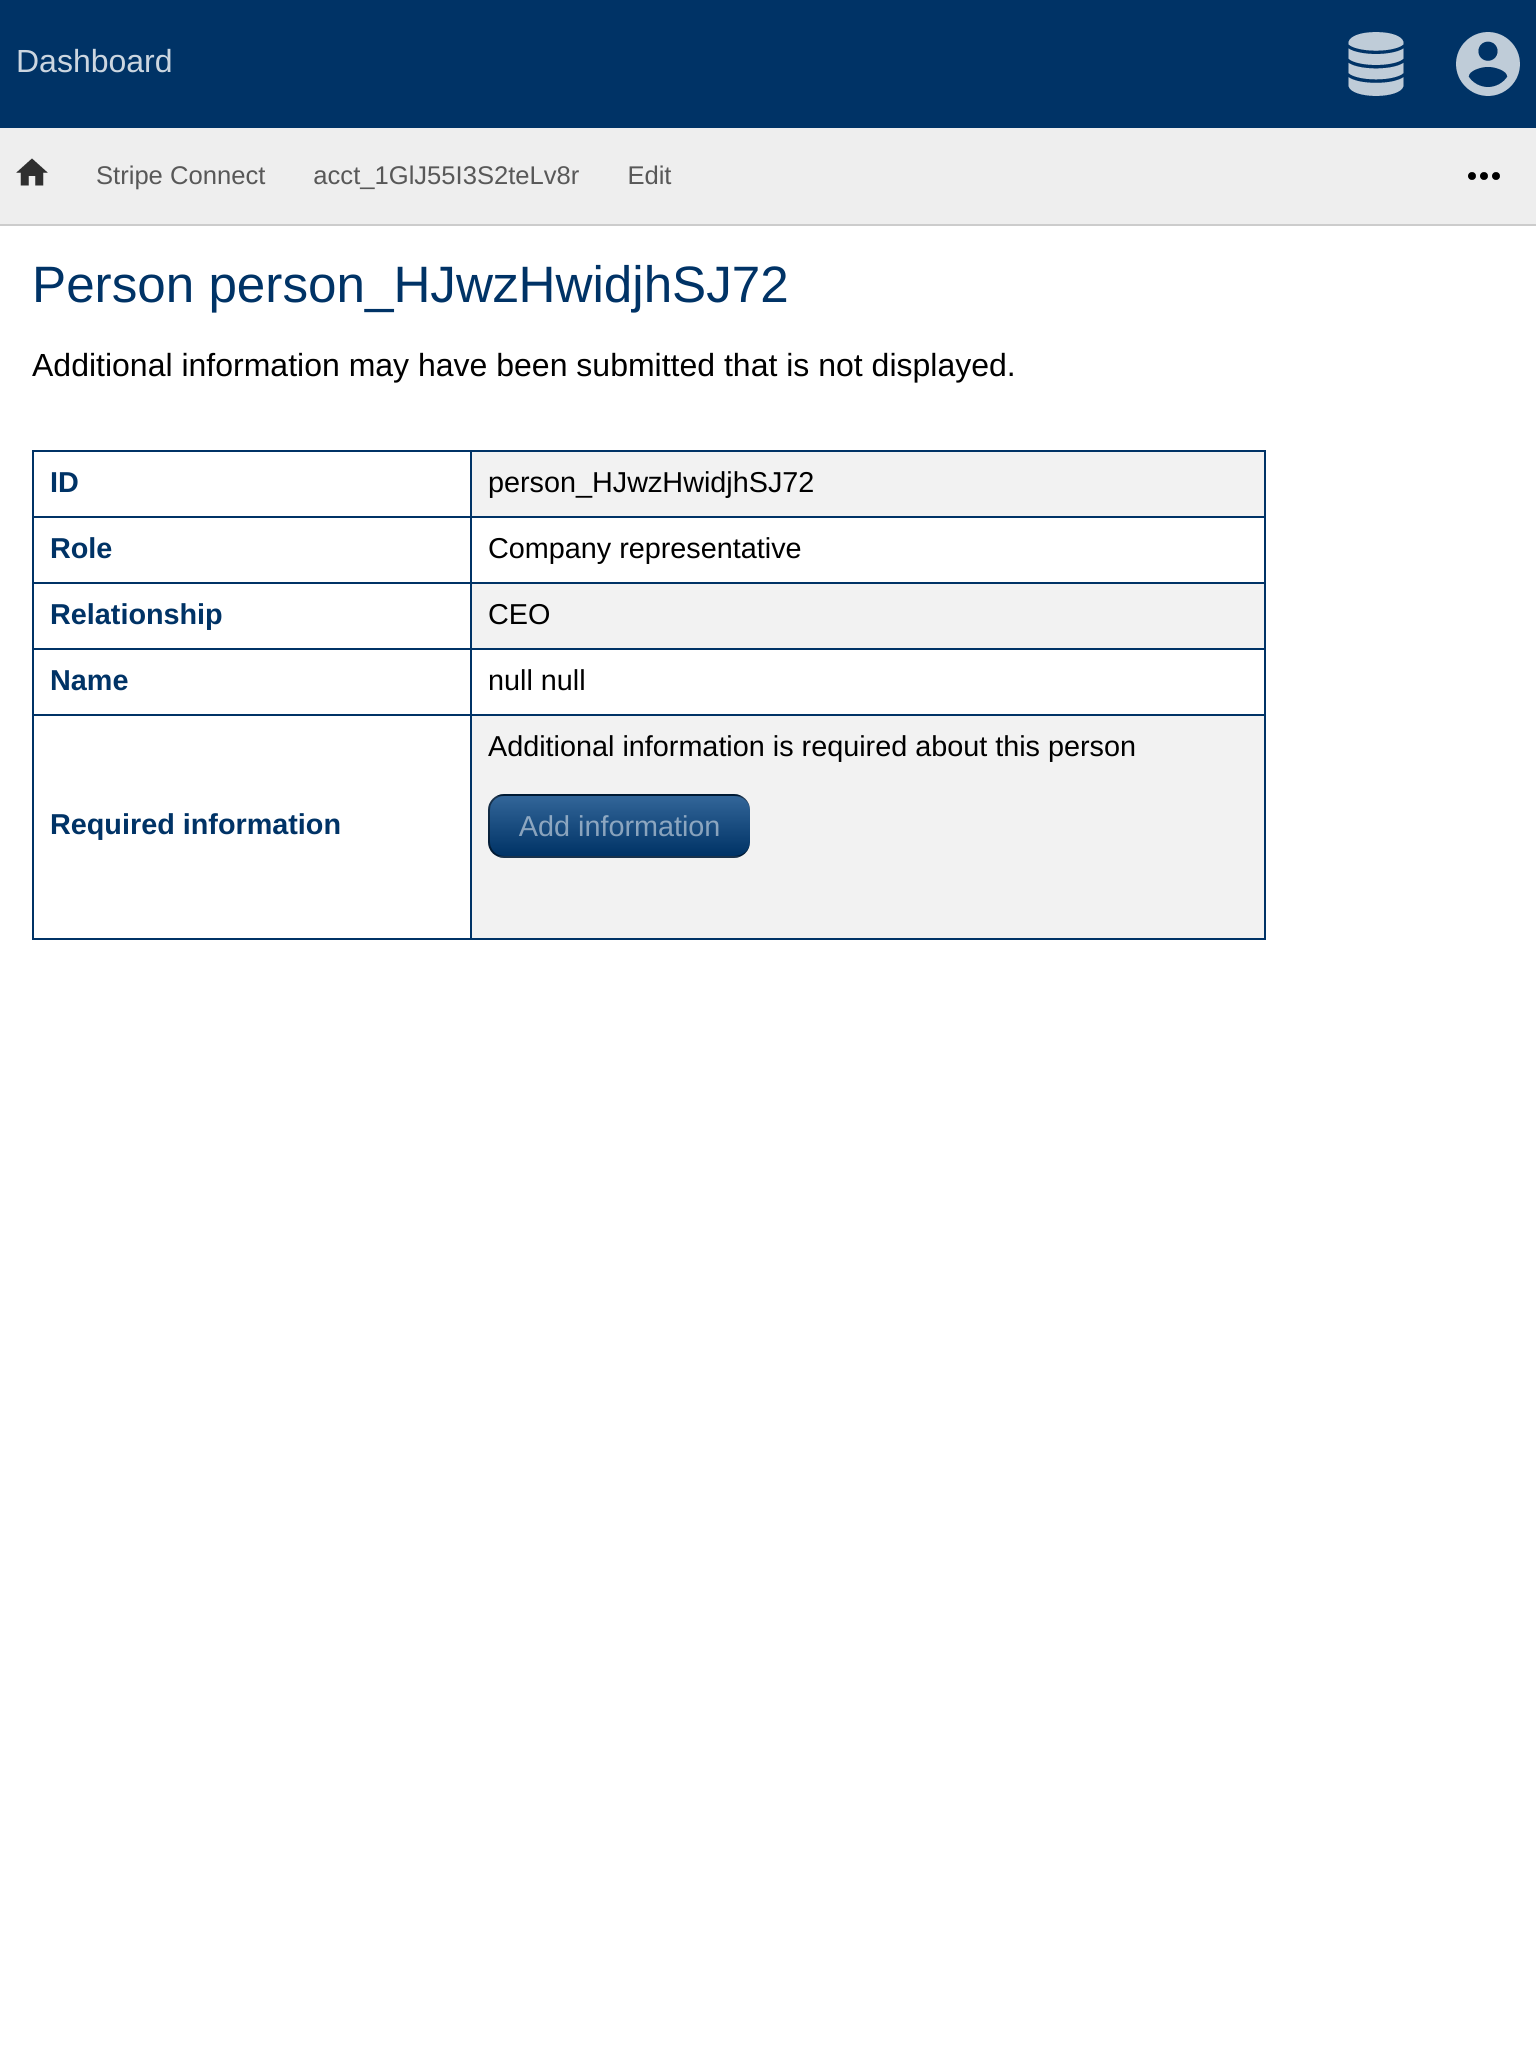 Dashboard
Stripe Connect acct_1GlJ55I3S2teLv8r Edit
Person person_HJwzHwidjhSJ72
Additional information may have been submitted that is not displayed.
ID person_HJwzHwidjhSJ72
Role Company representative
Relationship CEO
Name null null
Additional information is required about this person
Required information
Add information